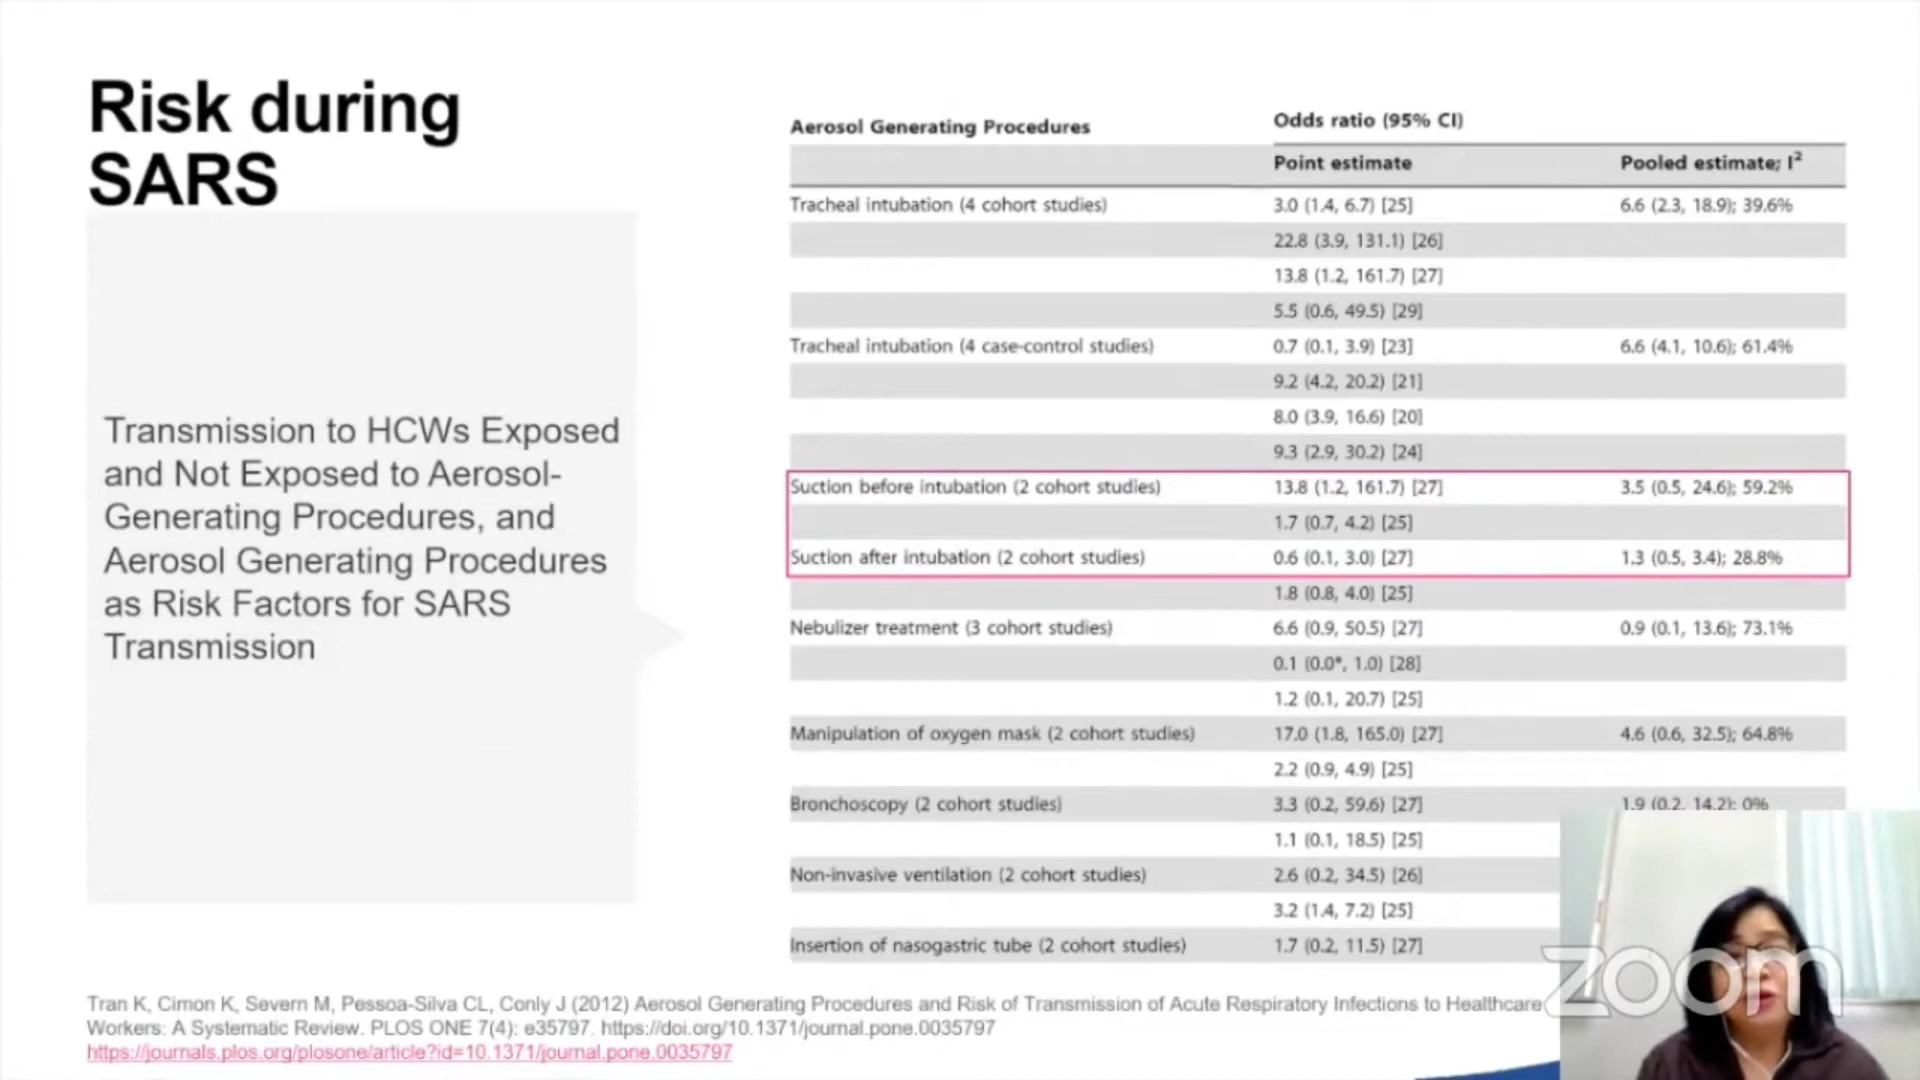 Risk during
SARS
Transmission to HCWs Exposed
and Not Exposed to Aerosol-
Generating Procedures, and
Aerosol Generating Procedures
as Risk Factors for SARS
Transmission
Aerosol Generating Procedures Odds ratio (95% CI)
Point estimate Pooled estimate; I²
Tracheal intubation (4 cohort studies) 3.0 (1.4, 6.7) [25] 6.6 (2.3, 18.9); 39.6%
22.8 (3.9, 131.1) [26]
13.8 (1.2, 161.7) [27]
5.5 (0.6, 49.5) [29]
Tracheal intubation (4 case-control studies) 0.7 (0.1, 3.9) [23] 6.6 (4.1, 10.6); 61.4%
9.2 (4.2, 20.2) [21]
8.0 (3.9, 16.6) [20]
9.3 (2.9, 30.2) [24]
Suction before intubation (2 cohort studies) 13.8 (1.2, 161.7) [27] 3.5 (0.5, 24.6); 59.2%
1.7 (0.7, 4.2) [25]
Suction after intubation (2 cohort studies) 0.6 (0.1, 3.0) [27] 1.3 (0.5, 3.4); 28.8%
1.8 (0.8, 4.0) [25]
Nebulizer treatment (3 cohort studies) 6.6 (0.9, 50.5) [27] 0.9 (0.1, 13.6); 73.1%
0.1 (0.0*, 1.0) [28]
1.2 (0.1, 20.7) [25]
Manipulation of oxygen mask (2 cohort studies) 17.0 (1.8, 165.0) [27] 4.6 (0.6, 32.5); 64.8%
2.2 (0.9, 4.9) [25]
Bronchoscopy (2 cohort studies) 3.3 (0.2, 59.6) [27] 1.9 (0.2, 14.2); 0%
1.1 (0.1, 18.5) [25]
Non-invasive ventilation (2 cohort studies) 2.6 (0.2, 34.5) [26]
3.2 (1.4, 7.2) [25]
Insertion of nasogastric tube (2 cohort studies) 1.7 (0.2, 11.5) [27]
Tran K, Cimon K, Severn M, Pessoa-Silva CL, Conly J (2012) Aerosol Generating Procedures and Risk of Transmission of Acute Respiratory Infections to Healthcare
Workers: A Systematic Review. PLOS ONE 7(4): e35797. https://doi.org/10.1371/journal.pone.0035797
https://journals.plos.org/plosone/article?id=10.1371/journal.pone.0035797
zoom